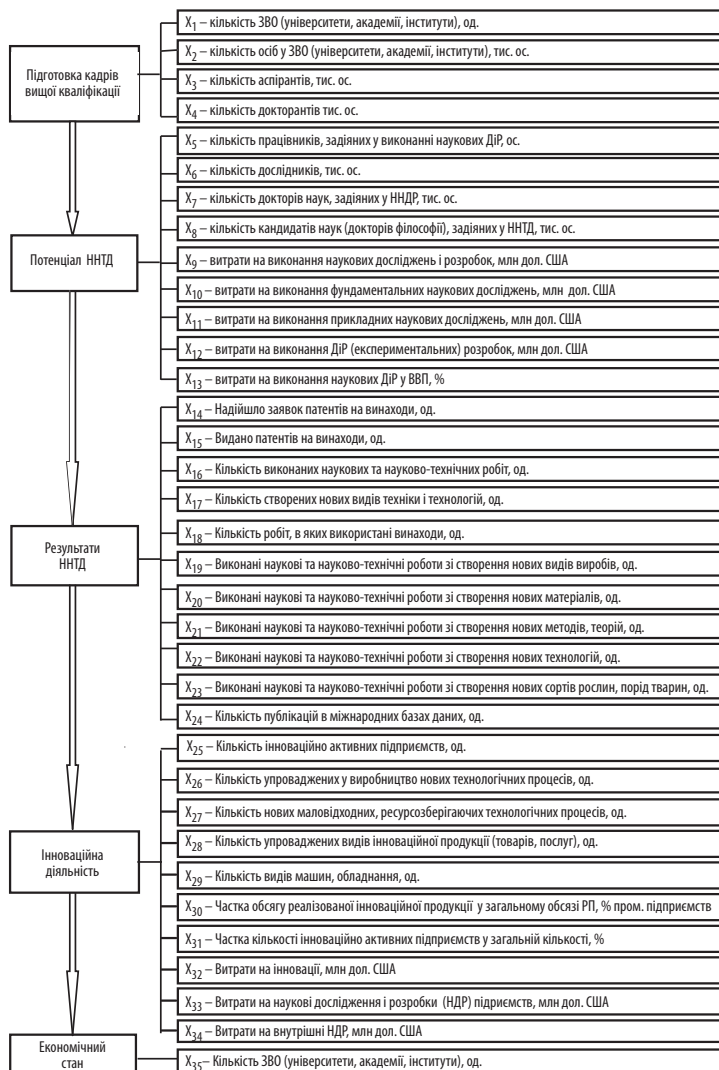 X1 – кількість ЗВО (університети, академії, інститути), од.
X2 – кількість осіб у ЗВО (університети, академії, інститути), тис. ос.
Підготовка кадрів
вищої кваліфікації
X3 – кількість аспірантів, тис. ос.
X4 – кількість докторантів тис. ос.
X5 – кількість працівників, задіяних у виконанні наукових ДіР, ос.
X6 – кількість дослідників, тис. ос.
X7 – кількість докторів наук, задіяних у ННДР, тис. ос.
X8 – кількість кандидатів наук (докторів філософії), задіяних у ННТД, тис. ос.
Потенціал ННТД
X9 – витрати на виконання наукових досліджень і розробок, млн дол. США
X10 – витрати на виконання фундаментальних наукових досліджень, млн дол. США
X11 – витрати на виконання прикладних наукових досліджень, млн дол. США
X12 – витрати на виконання ДіР (експериментальних) розробок, млн дол. США
X13 – витрати на виконання наукових ДіР у ВВП, %
X14 – Надійшло заявок патентів на винаходи, од.
X15 – Видано патентів на винаходи, од.
X16 – Кількість виконаних наукових та науково-технічних робіт, од.
X17 – Кількість створених нових видів техніки і технологій, од.
X18 – Кількість робіт, в яких використані винаходи, од.
Результати
ННТД
X19 – Виконані наукові та науково-технічні роботи зі створення нових видів виробів, од.
X20 – Виконані наукові та науково-технічні роботи зі створення нових матеріалів, од.
X21 – Виконані наукові та науково-технічні роботи зі створення нових методів, теорій, од.
X22 – Виконані наукові та науково-технічні роботи зі створення нових технологій, од.
X23 – Виконані наукові та науково-технічні роботи зі створення нових сортів рослин, порід тварин, од.
X24 – Кількість публікацій в міжнародних базах даних, од.
X25 – Кількість інноваційно активних підприємств, од.
X26 – Кількість упроваджених у виробництво нових технологічних процесів, од.
X27 – Кількість нових маловідходних, ресурсозберігаючих технологічних процесів, од.
X28 – Кількість упроваджених видів інноваційної продукції (товарів, послуг), од.
Інноваційна
діяльність
X29 – Кількість видів машин, обладнання, од.
X30 – Частка обсягу реалізованої інноваційної продукції у загальному обсязі РП, % пром. підприємств
X31 – Частка кількості інноваційно активних підприємств у загальній кількості, %
X32 – Витрати на інновації, млн дол. США
X33 – Витрати на наукові дослідження і розробки (НДР) підриємств, млн дол. США
X34 – Витрати на внутрішні НДР, млн дол. США
Економічний
стан
X35– Кількість ЗВО (університети, академії, інститути), од.